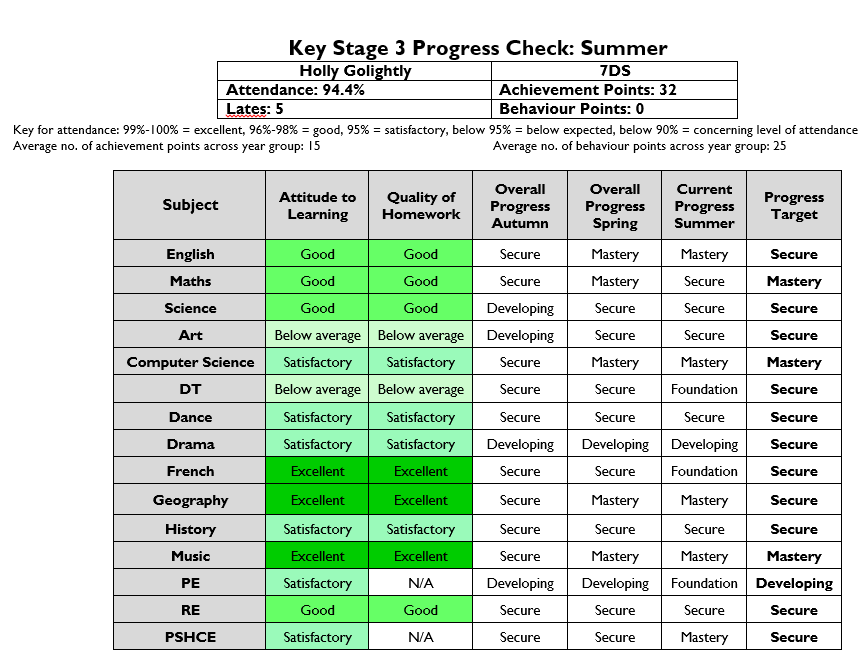 Key Stage 3 Progress Check: Summer
Holly Golightly 7DS
Attendance: 94.4% Achievement Points: 32
Lates: 5 Behaviour Points: 0
Key for attendance: 99%-100% = excellent, 96%-98% = good, 95% = satisfactory, below 95% = below expected, below 90% = concerning level of attendance
Average no. of achievement points across year group: 15 Average no. of behaviour points across year group: 25
Subject Attitude to Learning Quality of Homework Overall Progress Autumn Overall Progress Spring Current Progress Summer Progress Target
English Good Good Secure Mastery Mastery Secure
Maths Good Good Secure Mastery Secure Mastery
Science Good Good Developing Secure Secure Secure
Art Below average Below average Developing Secure Secure Secure
Computer Science Satisfactory Satisfactory Secure Mastery Mastery Mastery
DT Below average Below average Secure Secure Foundation Secure
Dance Satisfactory Satisfactory Secure Secure Secure Secure
Drama Satisfactory Satisfactory Developing Developing Developing Secure
French Excellent Excellent Secure Secure Foundation Secure
Geography Excellent Excellent Secure Mastery Mastery Secure
History Satisfactory Satisfactory Secure Secure Secure Secure
Music Excellent Excellent Secure Mastery Mastery Mastery
PE Satisfactory N/A Developing Developing Foundation Developing
RE Good Good Secure Secure Secure Secure
PSHCE Satisfactory N/A Secure Secure Mastery Secure